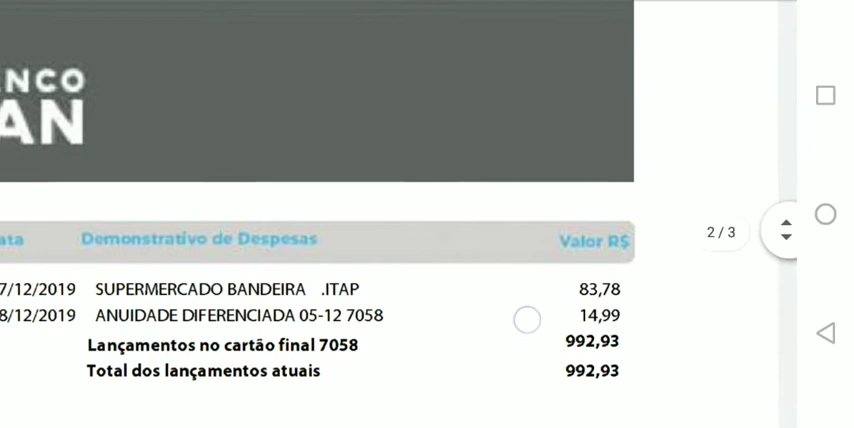 NCO
AN
ata Demonstrativo de Despesas Valor R$
2 / 3
7/12/2019 SUPERMERCADO BANDEIRA .ITAP 83,78
8/12/2019 ANUIDADE DIFERENCIADA 05-12 7058 14,99
Lançamentos no cartão final 7058 992,93
Total dos lançamentos atuais 992,93